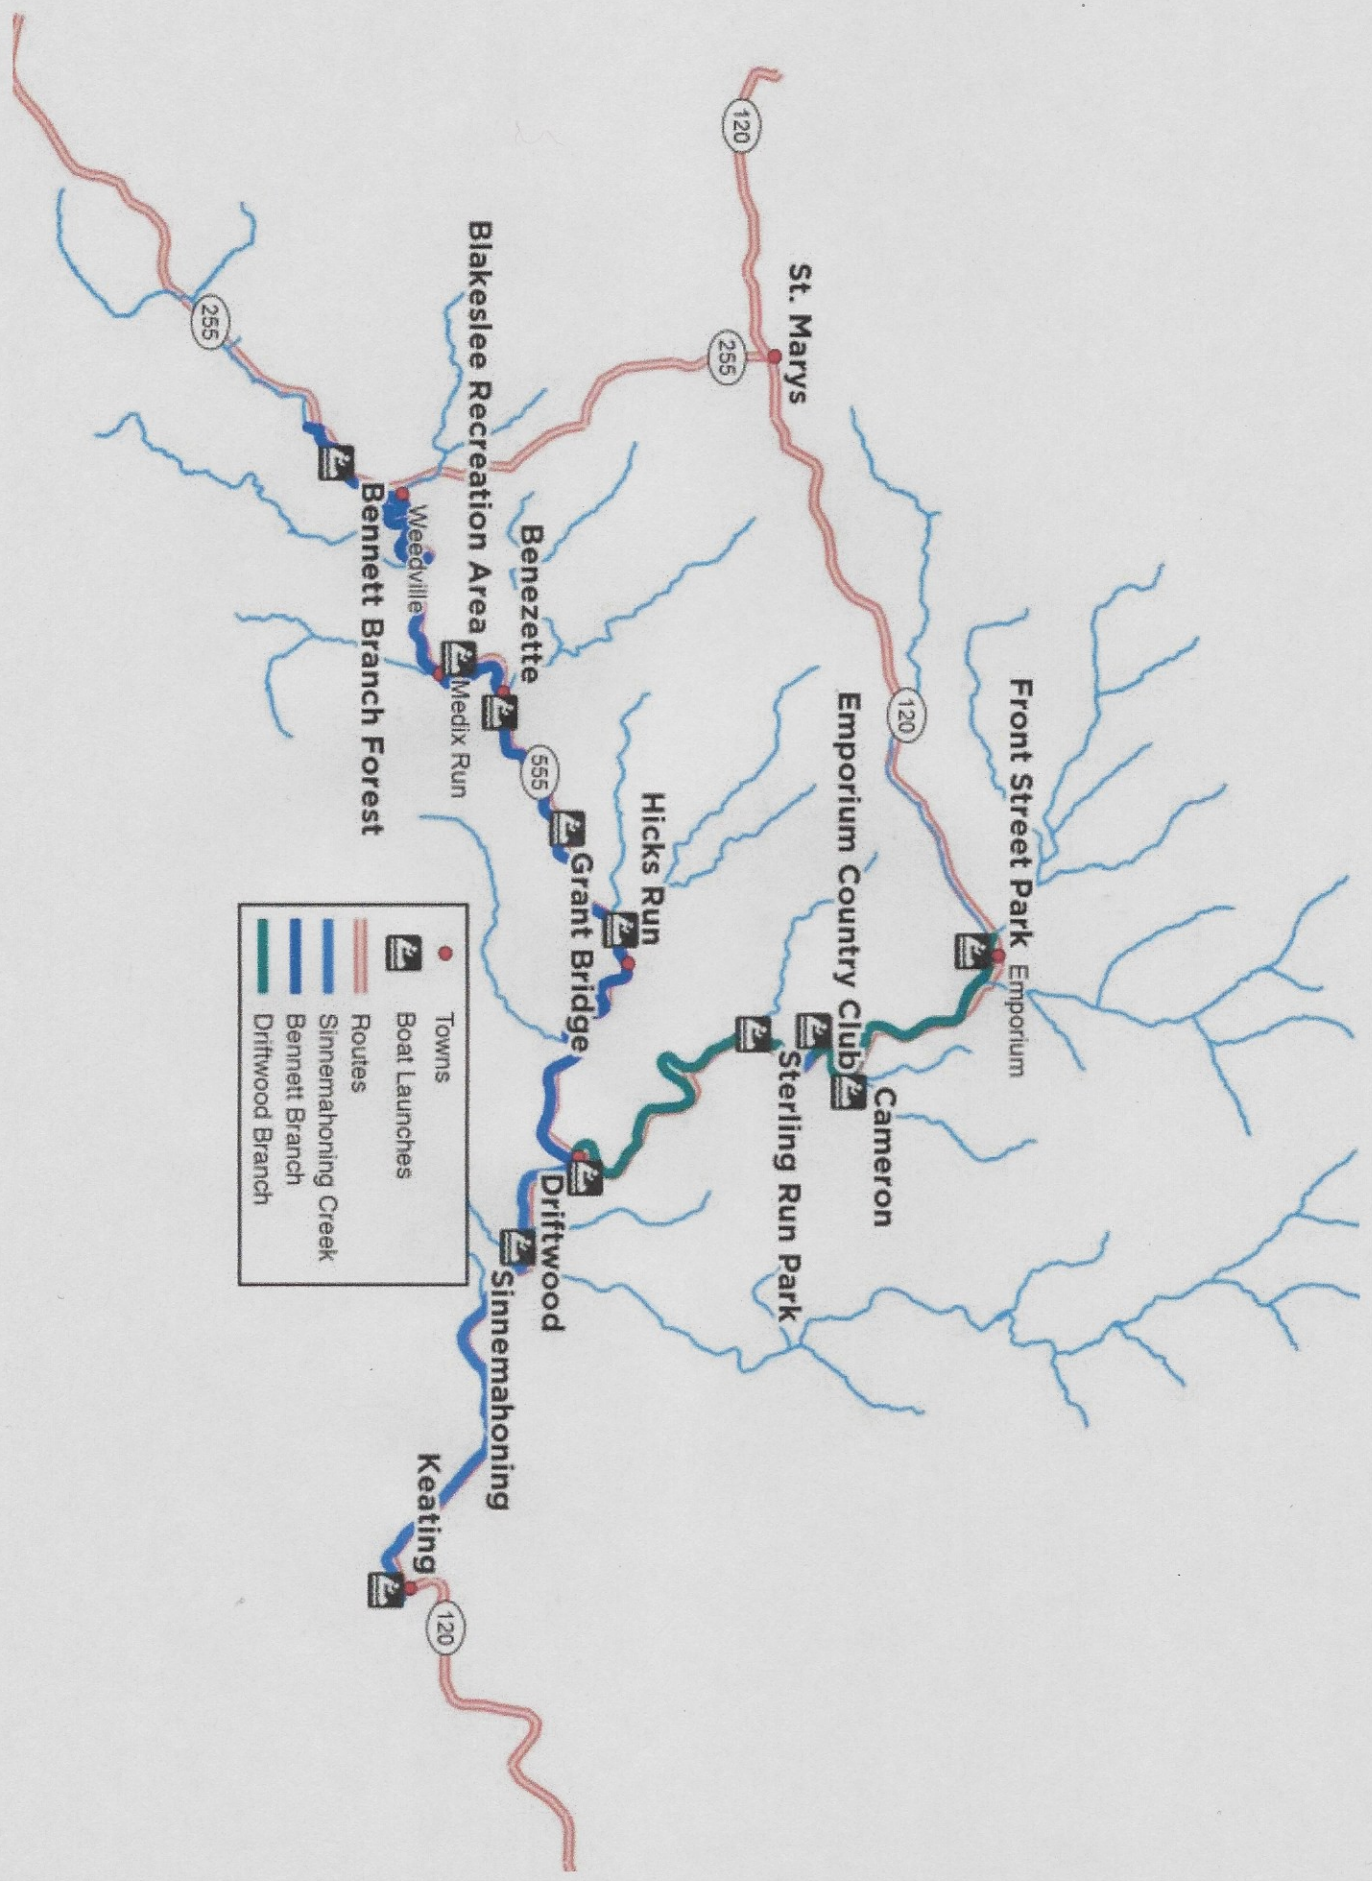 Front Street Park
Emporium
120
Cameron
Emporium Country Club
St. Marys
120
Sterling Run Park
255
Hicks Run
Grant Bridge
Driftwood
555
Benezette
Sinnemahoning
Blakeslee Recreation Area
Medix Run
Weedville
Keating
120
Bennett Branch Forest
255
Towns
Boat Launches
Routes
Sinnemahoning Creek
Bennett Branch
Driftwood Branch